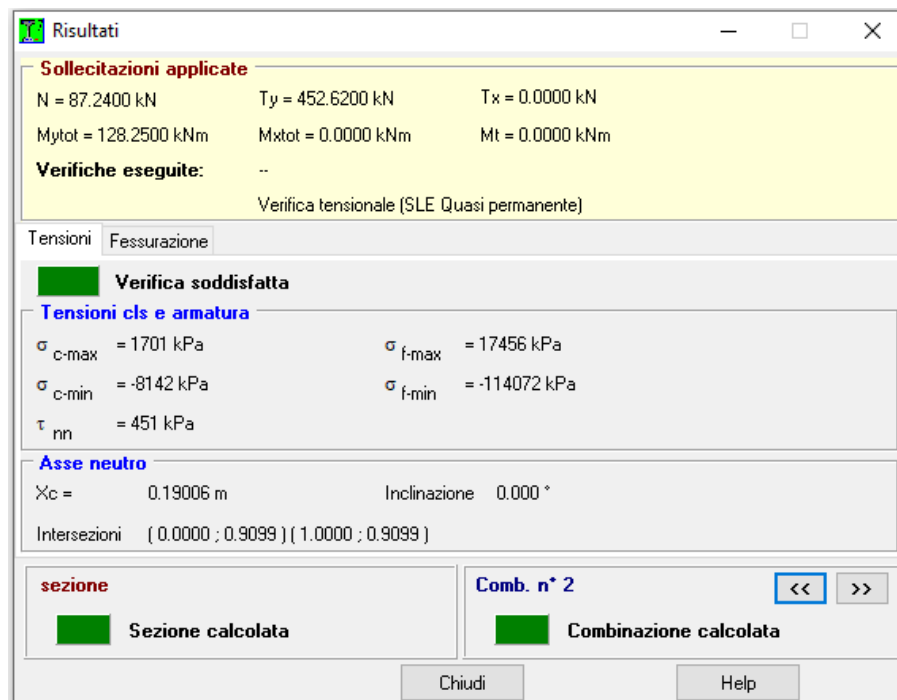 Risultati
Sollecitazioni applicate
N = 87.2400 kN Ty = 452.6200 kN Tx = 0.0000 kN
Mytot = 128.2500 kNm Mxtot = 0.0000 kNm Mt = 0.0000 kNm
Verifiche eseguite: --
Verifica tensionale (SLE Quasi permanente)
Tensioni Fessurazione
Verifica soddisfatta
Tensioni cls e armatura
σ c-max = 1701 kPa σ f-max = 17456 kPa
σ c-min = -8142 kPa σ f-min = -114072 kPa
τ nn = 451 kPa
Asse neutro
Xc = 0.19006 m Inclinazione 0.000 °
Intersezioni ( 0.0000 ; 0.9099 ) ( 1.0000 ; 0.9099 )
sezione Comb. n° 2 << >>
Sezione calcolata Combinazione calcolata
Chiudi Help